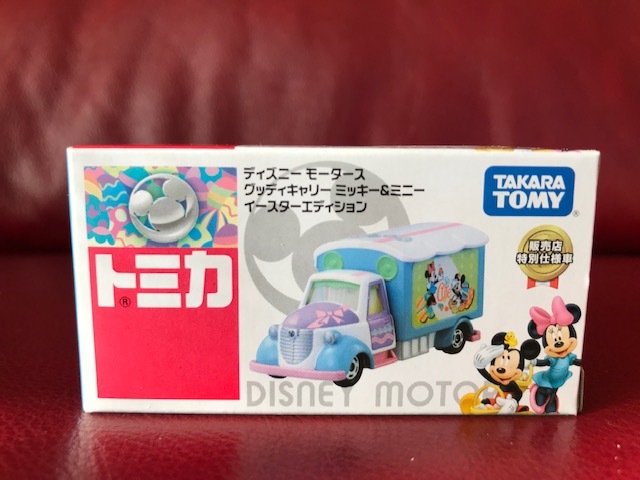 ディズニー モータース
グッディキャリー ミッキー&ミニー
イースターエディション
TAKARA
TOMY
®
販売店
特別仕様車
トミカ
®
DISNEY MOTO